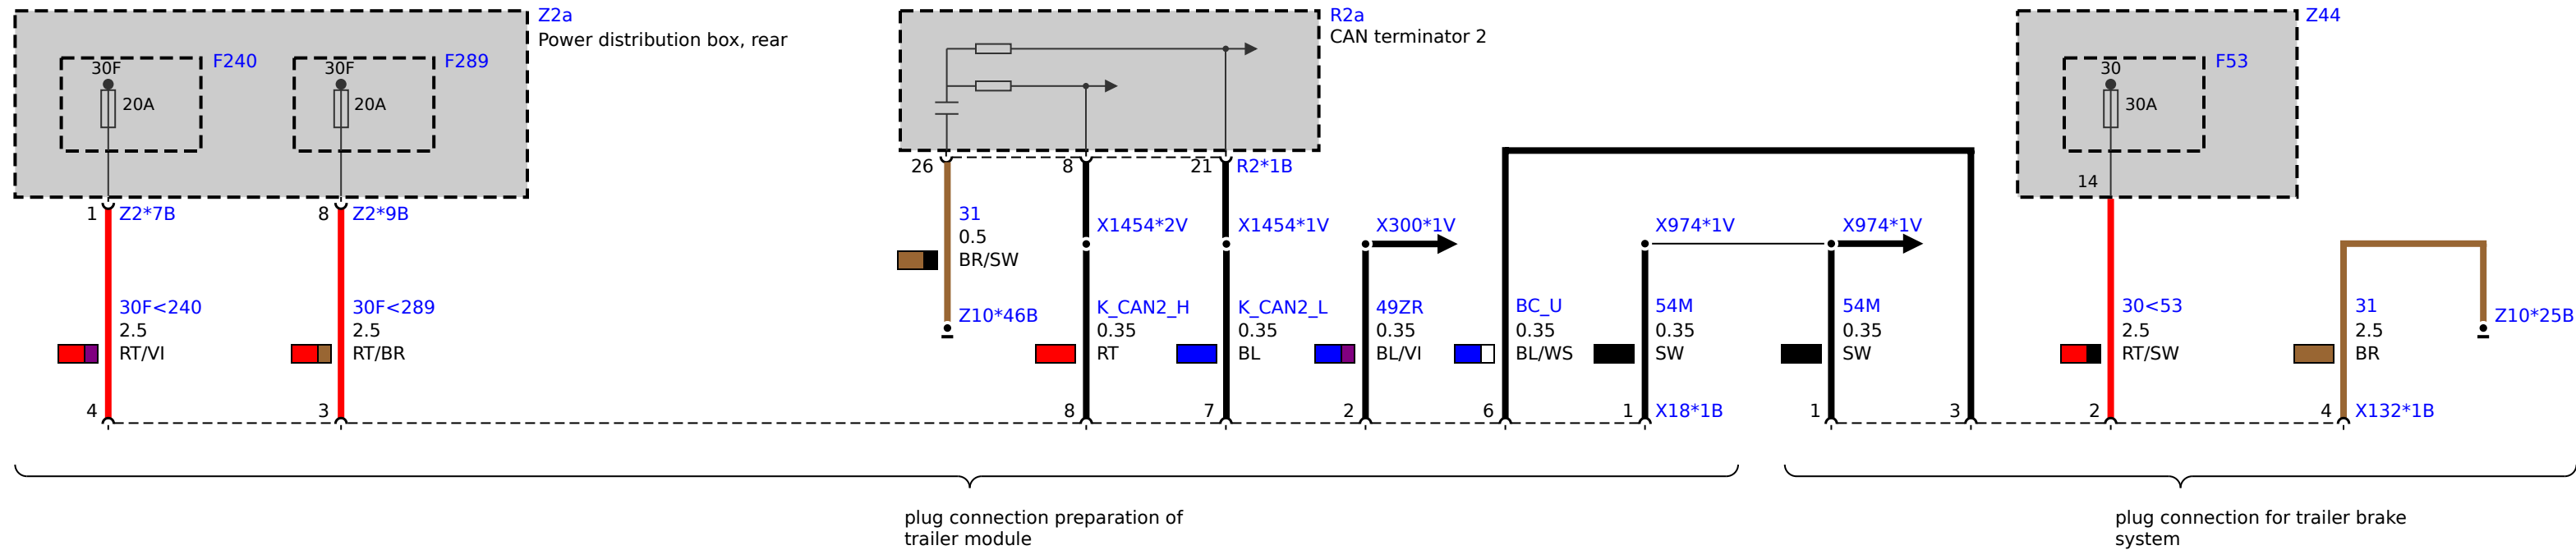 Z2a
Power distribution box, rear
F240
30F
20A
F289
30F
20A
1 Z2*7B
8 Z2*9B
30F<240
2.5
RT/VI
30F<289
2.5
RT/BR
4
3
R2a
CAN terminator 2
26
8
21 R2*1B
31
0.5
BR/SW
Z10*46B
X1454*2V
X1454*1V
X300*1V
X974*1V
X974*1V
K_CAN2_H
0.35
RT
K_CAN2_L
0.35
BL
49ZR
0.35
BL/VI
BC_U
0.35
BL/WS
54M
0.35
SW
54M
0.35
SW
8
7
2
6
1 X18*1B
1
3
Z44
F53
30
30A
14
30<53
2.5
RT/SW
31
2.5
BR
Z10*25B
2
4 X132*1B
plug connection preparation of
trailer module
plug connection for trailer brake
system